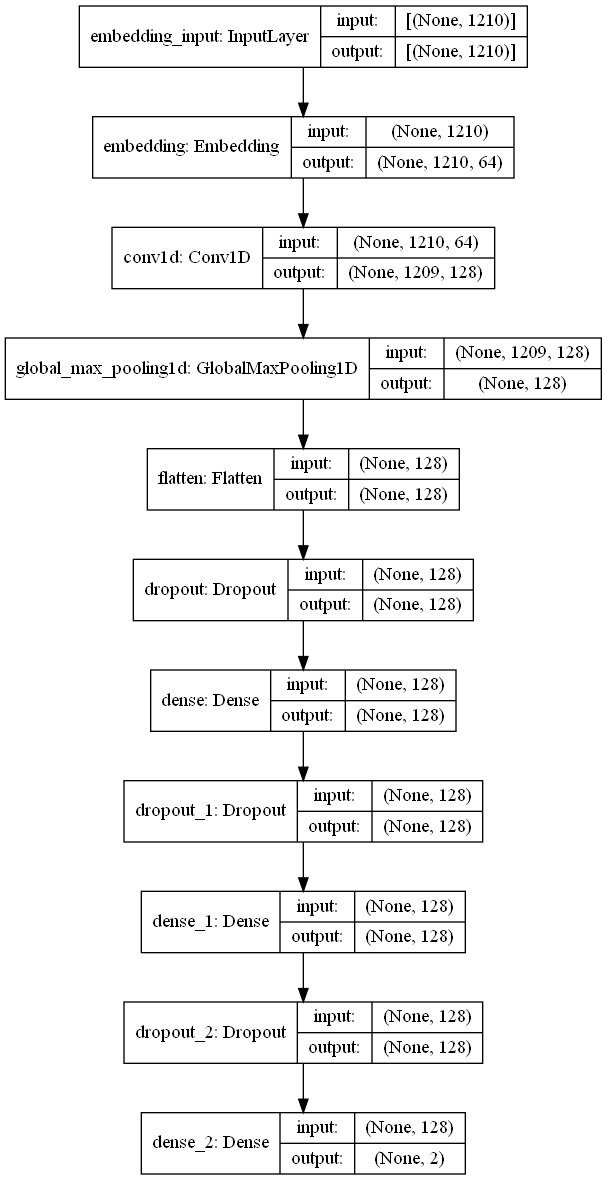 embedding_input: InputLayer
input:
[(None, 1210)]
output:
[(None, 1210)]
embedding: Embedding
input:
(None, 1210)
output:
(None, 1210, 64)
conv1d: Conv1D
input:
(None, 1210, 64)
output:
(None, 1209, 128)
global_max_pooling1d: GlobalMaxPooling1D
input:
(None, 1209, 128)
output:
(None, 128)
flatten: Flatten
input:
(None, 128)
output:
(None, 128)
dropout: Dropout
input:
(None, 128)
output:
(None, 128)
dense: Dense
input:
(None, 128)
output:
(None, 128)
dropout_1: Dropout
input:
(None, 128)
output:
(None, 128)
dense_1: Dense
input:
(None, 128)
output:
(None, 128)
dropout_2: Dropout
input:
(None, 128)
output:
(None, 128)
dense_2: Dense
input:
(None, 128)
output:
(None, 2)